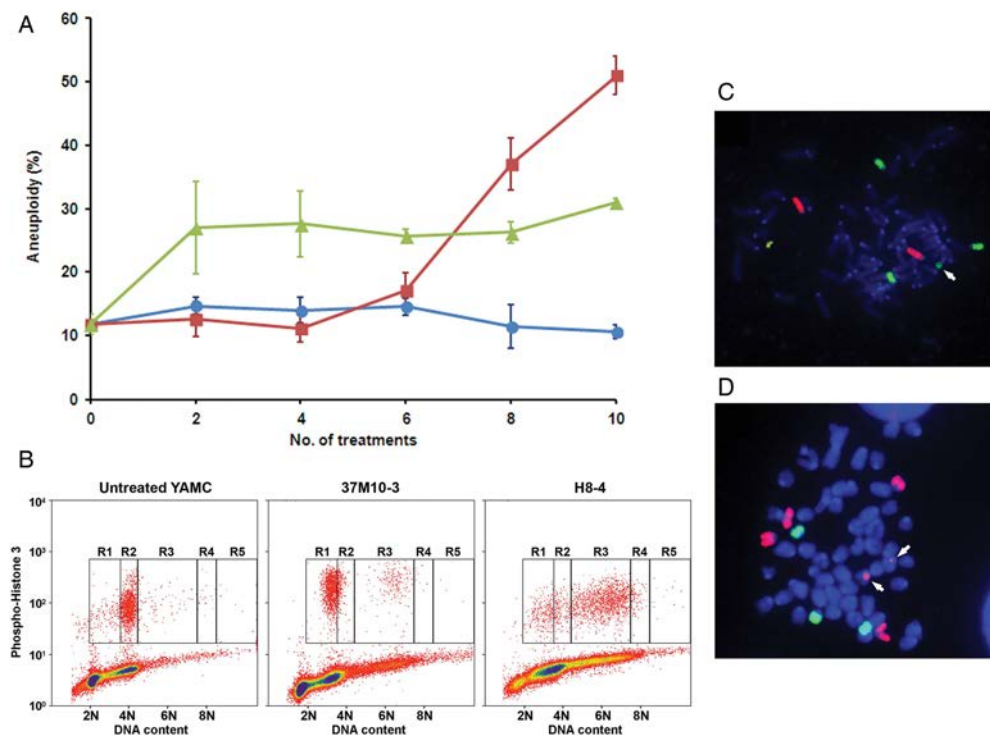 A
60
50
40
30
20
10
0
Aneuploidy (%)
0 2 4 6 8 10
No. of treatments
B
Untreated YAMC 37M10-3 H8-4
10⁴
10³
10²
10¹
10⁰
Phospho-Histone 3
R1 R2 R3 R4 R5
R1 R2 R3 R4 R5
R1 R2 R3 R4 R5
2N 4N 6N 8N
2N 4N 6N 8N
2N 4N 6N 8N
DNA content DNA content DNA content
C
D